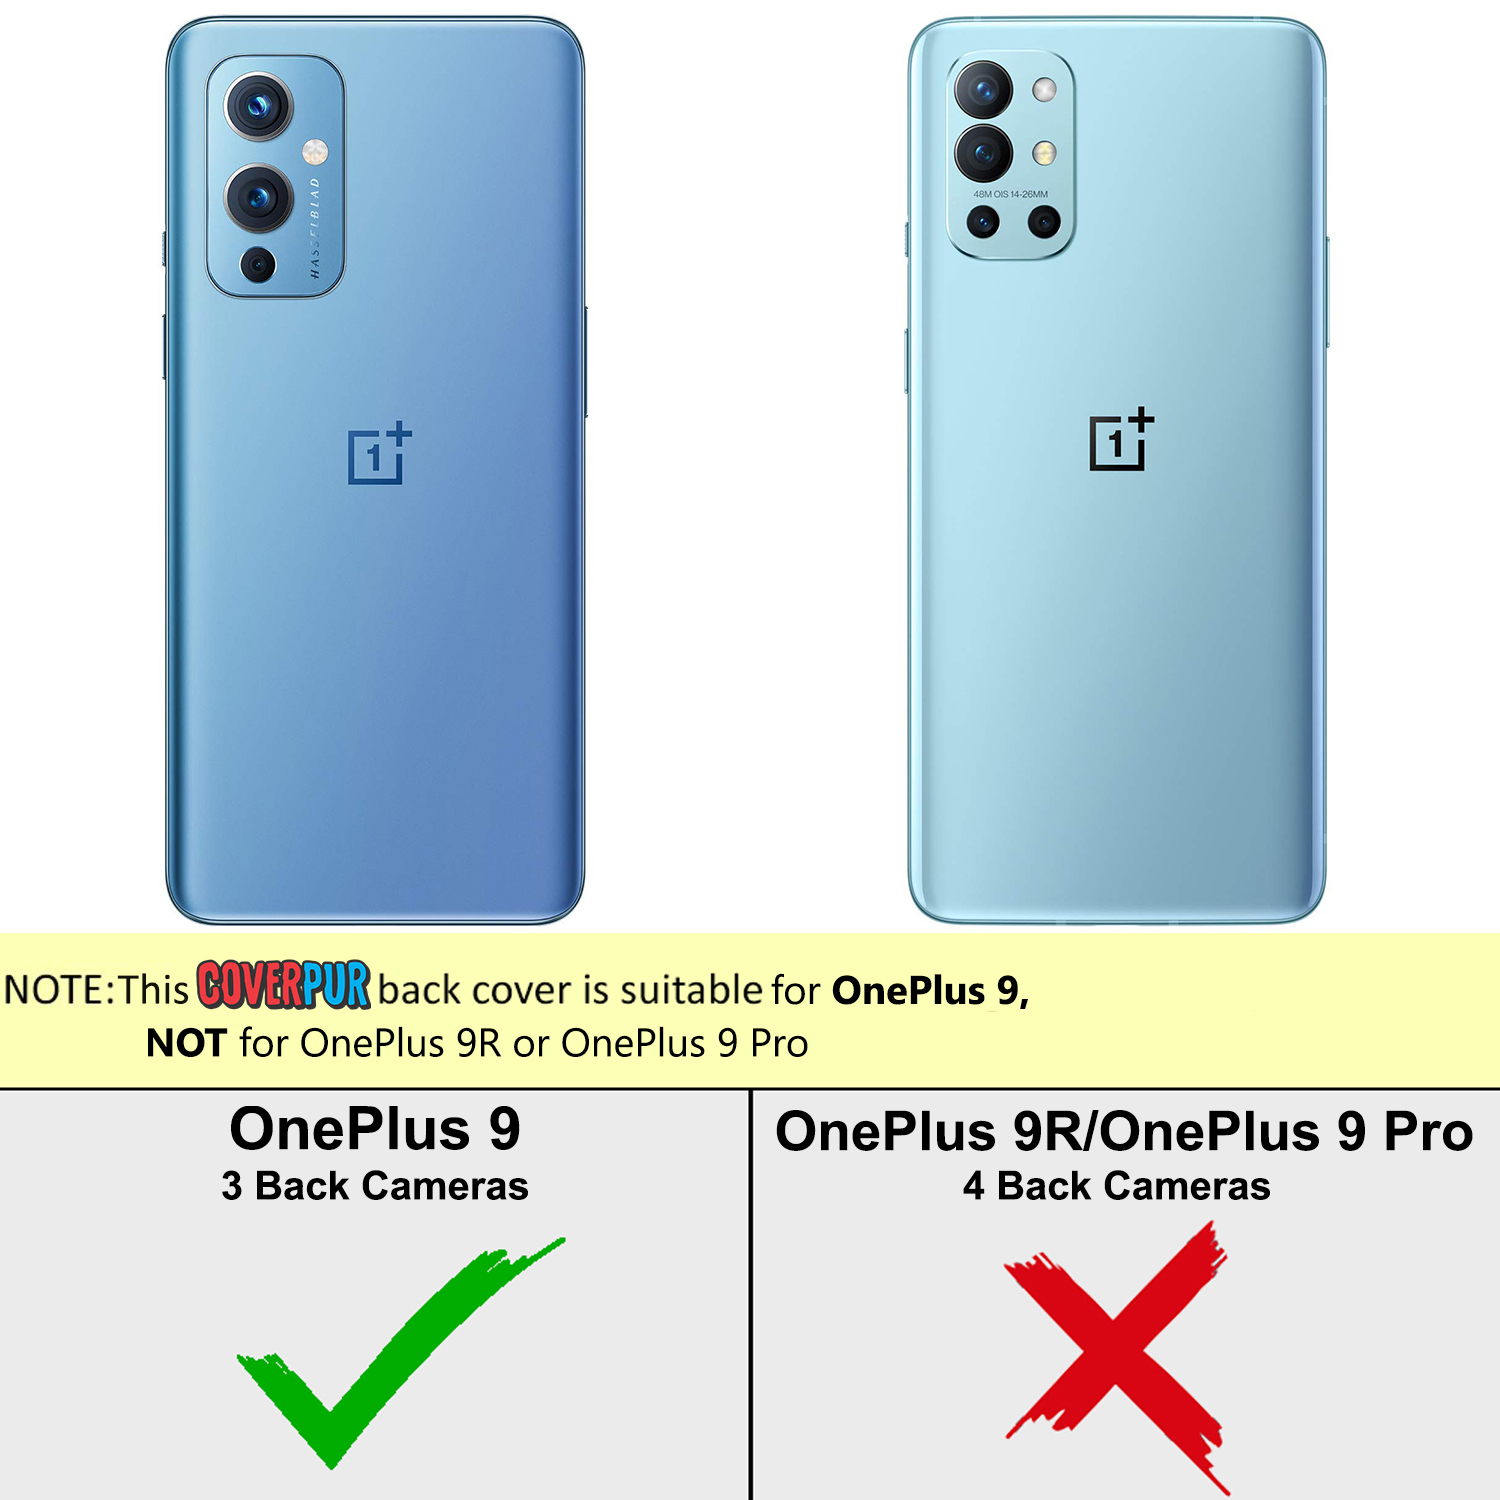 HASSELBLAD
1
48M OIS 14-26MM
1
NOTE: This COVERPUR back cover is suitable for OnePlus 9,
NOT for OnePlus 9R or OnePlus 9 Pro
OnePlus 9
3 Back Cameras
OnePlus 9R/OnePlus 9 Pro
4 Back Cameras